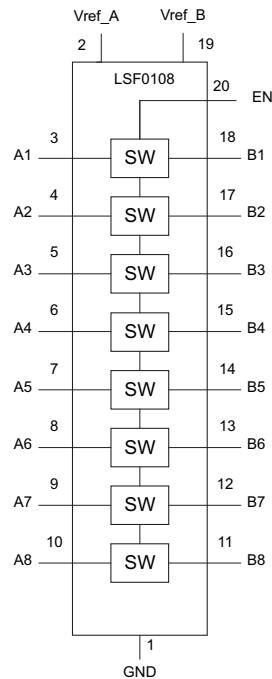 Vref_A Vref_B
2 19
LSF0108
20 EN
A1 3 SW 18 B1
A2 4 SW 17 B2
A3 5 SW 16 B3
A4 6 SW 15 B4
A5 7 SW 14 B5
A6 8 SW 13 B6
A7 9 SW 12 B7
A8 10 SW 11 B8
1
GND